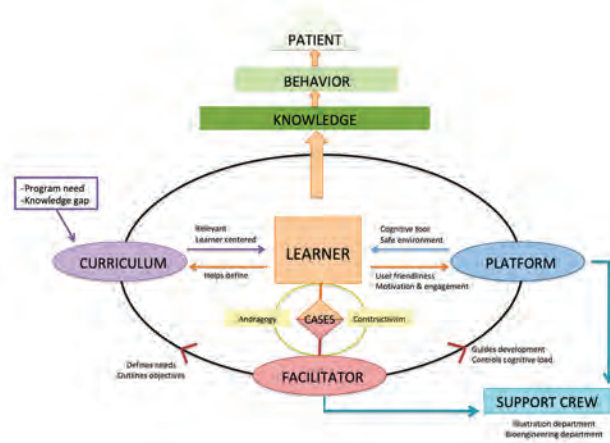 PATIENT
BEHAVIOR
KNOWLEDGE
-Program need
-Knowledge gap
Relevant
Learner centered
Cognitive tool
Safe environment
CURRICULUM
LEARNER
PLATFORM
Helps define
User friendliness
Motivation & engagement
Andragogy
CASES
Constructivism
Defines needs
Outlines objectives
Guides development
Controls cognitive load
FACILITATOR
SUPPORT CREW
Illustration department
Bioengineering department